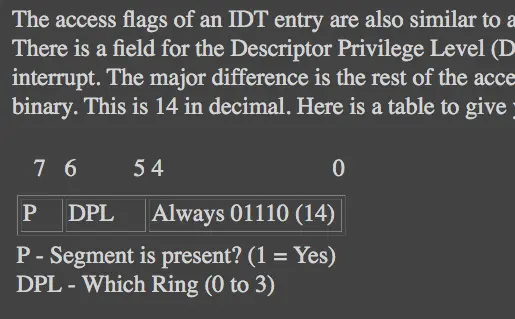 The access flags of an IDT entry are also similar to a
There is a field for the Descriptor Privilege Level (D
interrupt. The major difference is the rest of the acce
binary. This is 14 in decimal. Here is a table to give
7 6 5 4 0
P DPL Always 01110 (14)
P - Segment is present? (1 = Yes)
DPL - Which Ring (0 to 3)